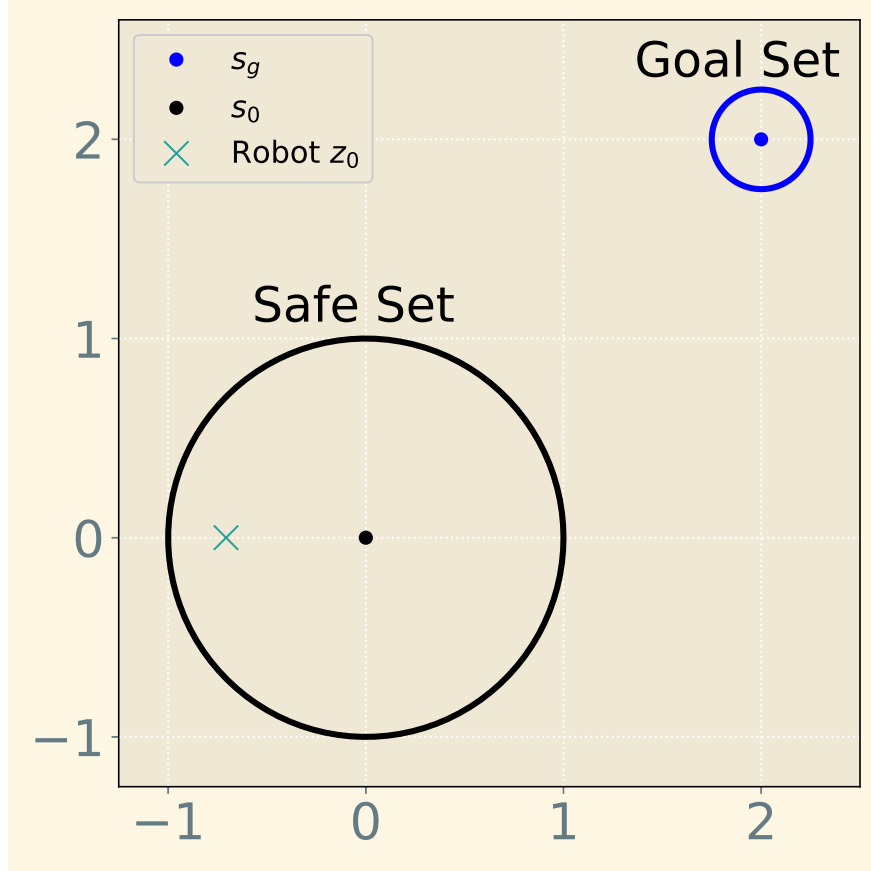 s_g
s_0
Robot z_0
Goal Set
Safe Set
2
1
0
−1
−1 0 1 2